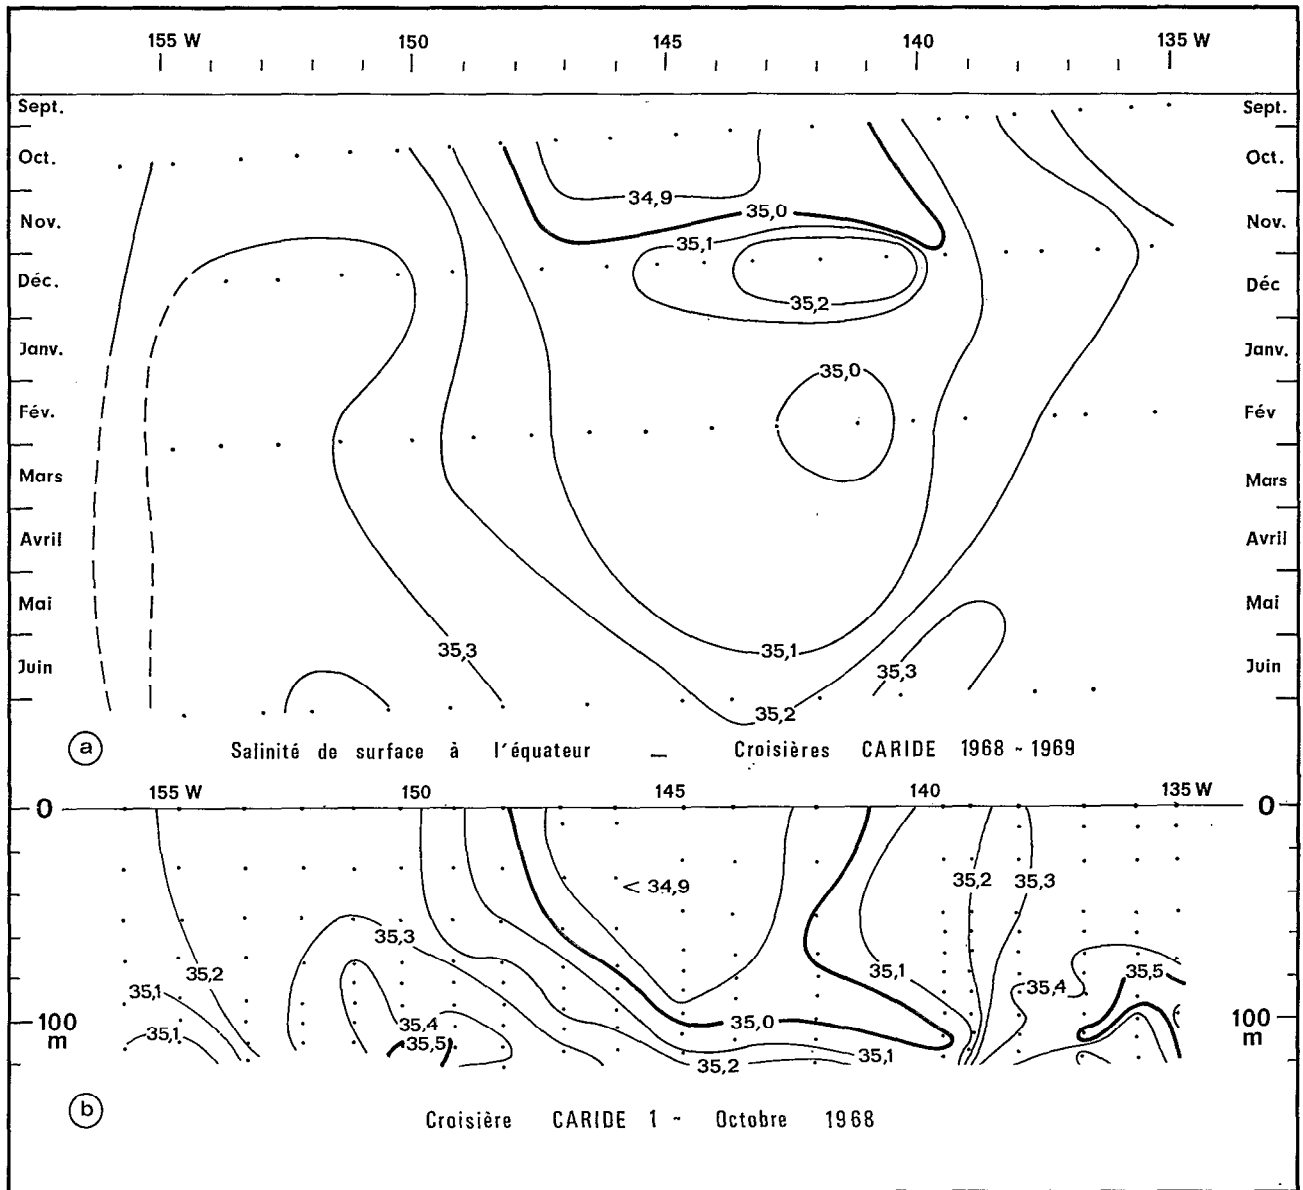 155 W 150 145 140 135 W
Sept. Sept.
Oct. Oct.
34,9
35,0
Nov. Nov.
35,1
Déc. Déc
35,2
Janv. Janv.
35,0
Fév. Fév
Mars Mars
Avril Avril
Mai Mai
35,3 35,1
Juin 35,3 Juin
35,2
a Salinité de surface à l'équateur — Croisières CARIDE 1968 ~ 1969
155 W 150 145 140 135 W
0 0
< 34,9 35,2 35,3
35,3
35,2 35,1 35,5
35,1 35,4
100 m 35,1 35,4 35,0 100 m
35,5 35,1
35,2
b Croisière CARIDE 1 ~ Octobre 1968